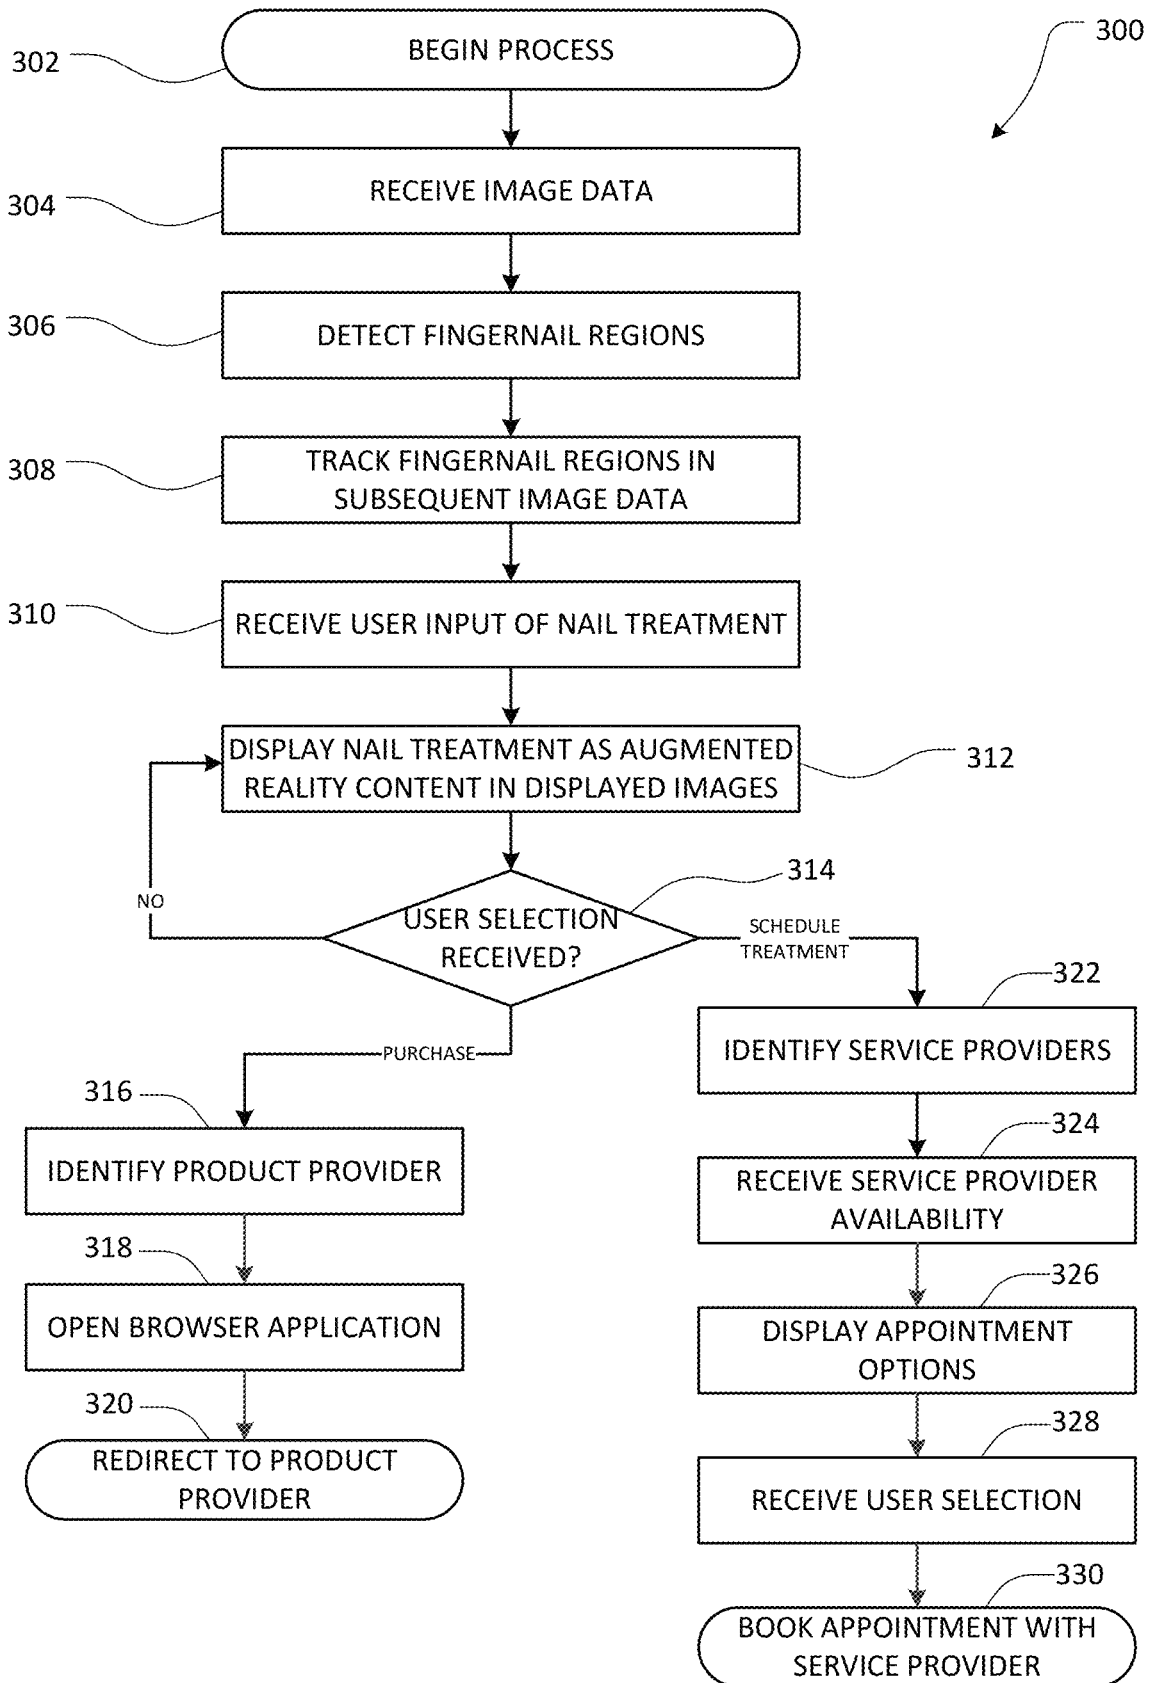 300
302
BEGIN PROCESS
304
RECEIVE IMAGE DATA
306
DETECT FINGERNAIL REGIONS
308
TRACK FINGERNAIL REGIONS IN
SUBSEQUENT IMAGE DATA
310
RECEIVE USER INPUT OF NAIL TREATMENT
312
DISPLAY NAIL TREATMENT AS AUGMENTED
REALITY CONTENT IN DISPLAYED IMAGES
314
USER SELECTION
RECEIVED?
NO
PURCHASE
SCHEDULE
TREATMENT
316
IDENTIFY PRODUCT PROVIDER
318
OPEN BROWSER APPLICATION
320
REDIRECT TO PRODUCT
PROVIDER
322
IDENTIFY SERVICE PROVIDERS
324
RECEIVE SERVICE PROVIDER
AVAILABILITY
326
DISPLAY APPOINTMENT
OPTIONS
328
RECEIVE USER SELECTION
330
BOOK APPOINTMENT WITH
SERVICE PROVIDER